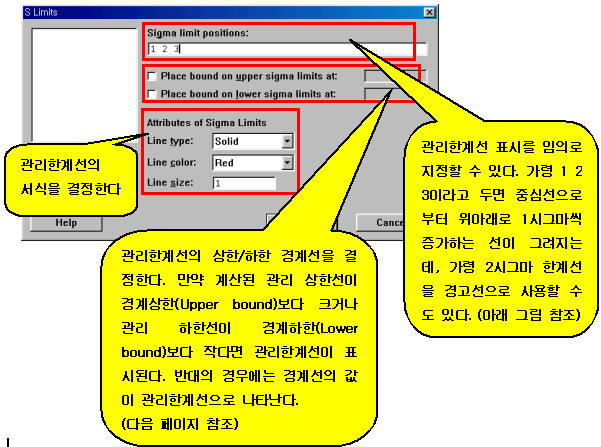 S Limits
Sigma limit positions:
1 2 3
Place bound on upper sigma limits at:
Place bound on lower sigma limits at:
Attributes of Sigma Limits
Line type:
Solid
Line color:
Red
Line size:
1
Help
Cance
관리한계선의
서식을 결정한다
관리한계선 표시를 임의로
지정할 수 있다. 가령 1 2
3이라고 두면 중심선으로
부터 위아래로 1시그마씩
증가하는 선이 그려지는
데, 가령 2시그마 한계선
을 경고선으로 사용할 수
도 있다. (아래 그림 참조)
관리한계선의 상한/하한 경계선을 결
정한다. 만약 계산된 관리 상한선이
경계상한(Upper bound)보다 크거나
관리 하한선이 경계하한(Lower
bound)보다 작다면 관리한계선이 표
시된다. 반대의 경우에는 경계선의 값
이 관리한계선으로 나타난다.
(다음 페이지 참조)